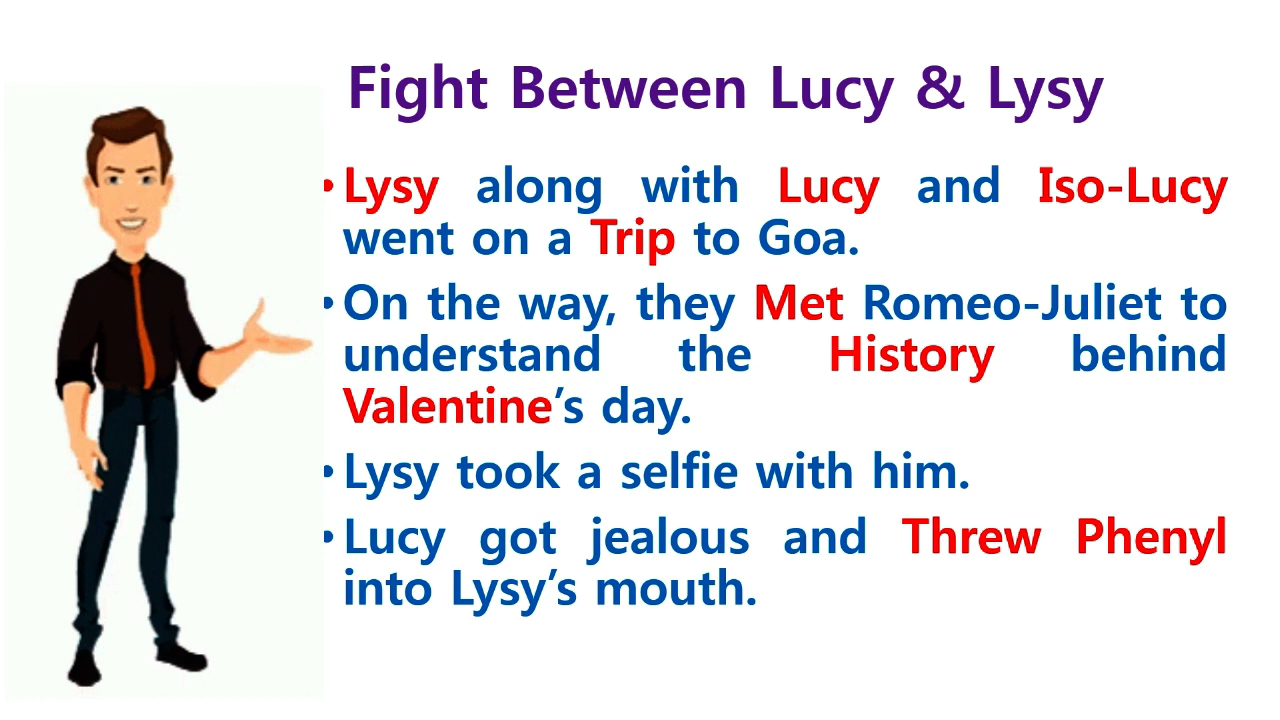 Fight Between Lucy & Lysy
•Lysy along with Lucy and Iso-Lucy
went on a Trip to Goa.
•On the way, they Met Romeo-Juliet to
understand the History behind
Valentine’s day.
•Lysy took a selfie with him.
•Lucy got jealous and Threw Phenyl
into Lysy’s mouth.